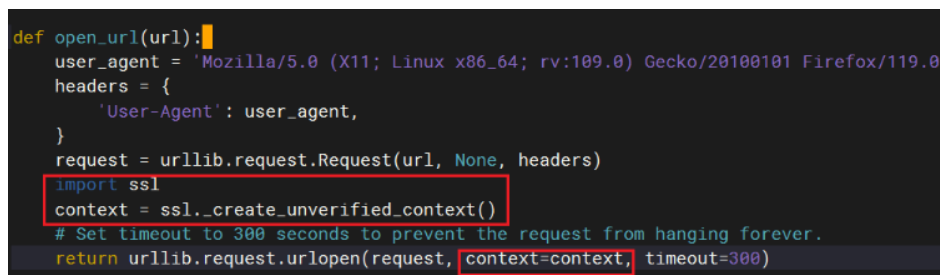 def open_url(url):
    user_agent = 'Mozilla/5.0 (X11; Linux x86_64; rv:109.0) Gecko/20100101 Firefox/119.0
    headers = {
        'User-Agent': user_agent,
    }
    request = urllib.request.Request(url, None, headers)
    import ssl
    context = ssl._create_unverified_context()
    # Set timeout to 300 seconds to prevent the request from hanging forever.
    return urllib.request.urlopen(request, context=context, timeout=300)